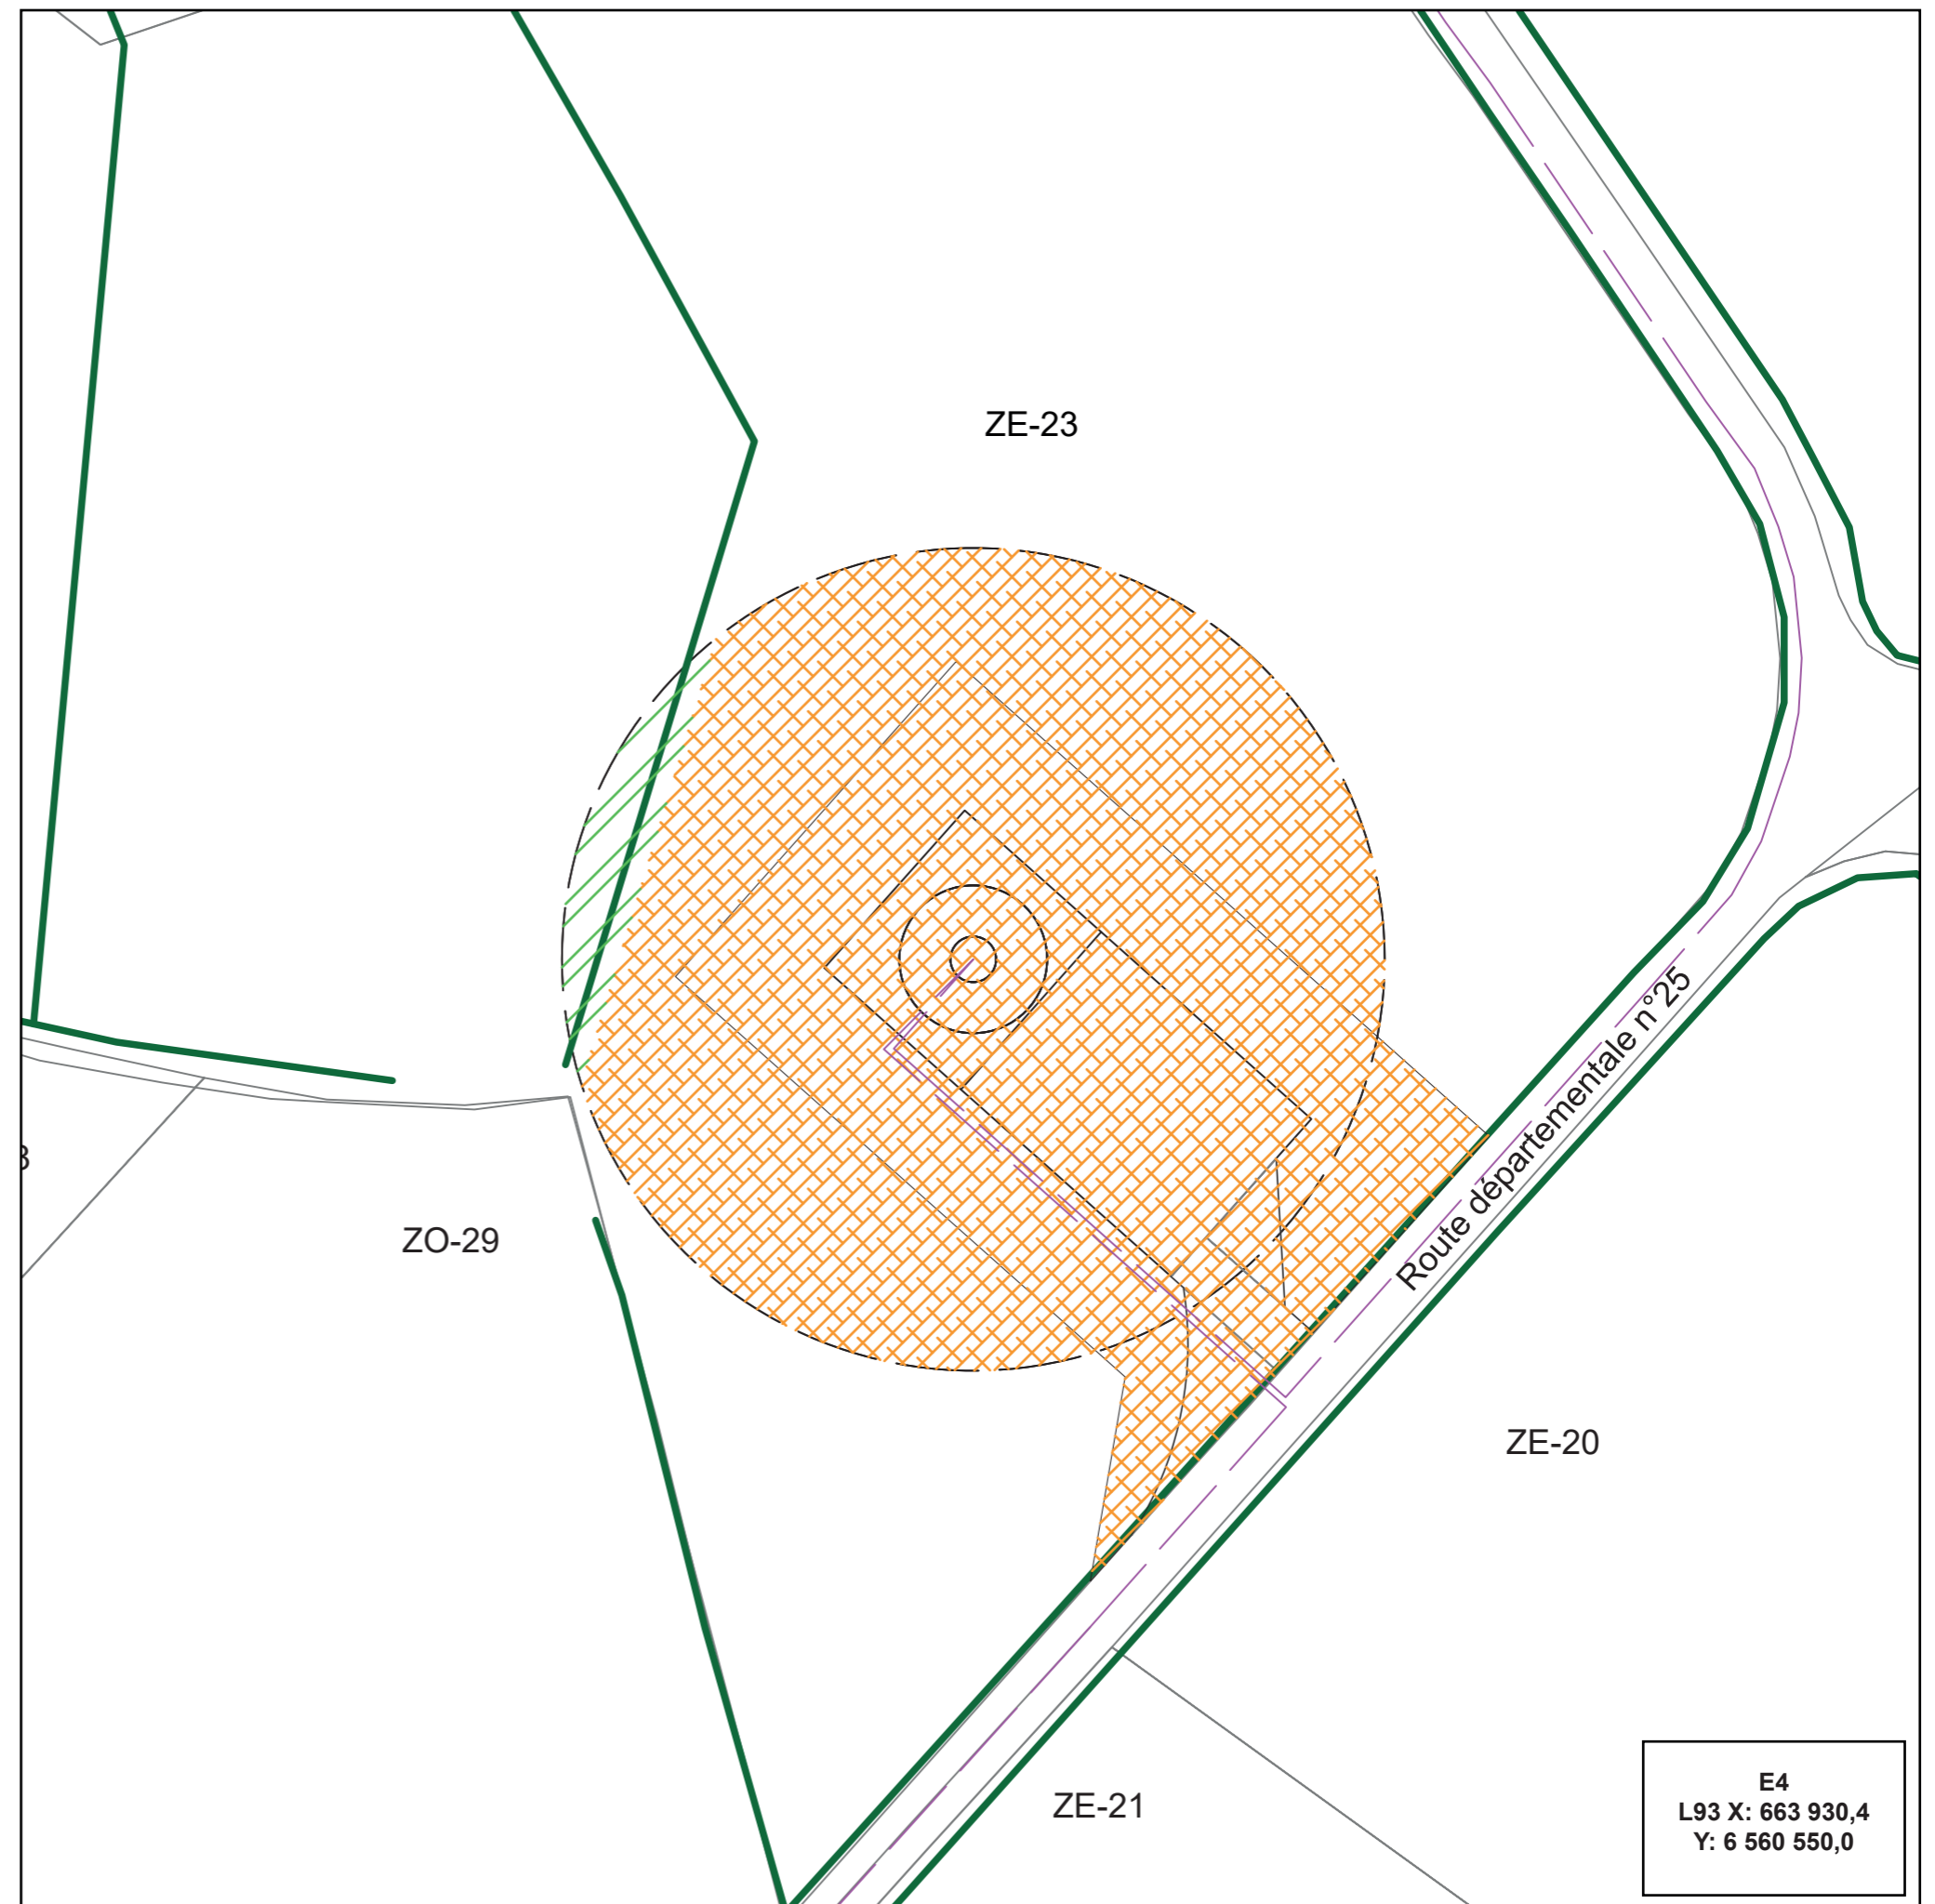 ZE-23
Route départementale n°25
ZO-29
ZE-20
ZE-21
E4
L93 X: 663 930,4
Y: 6 560 550,0